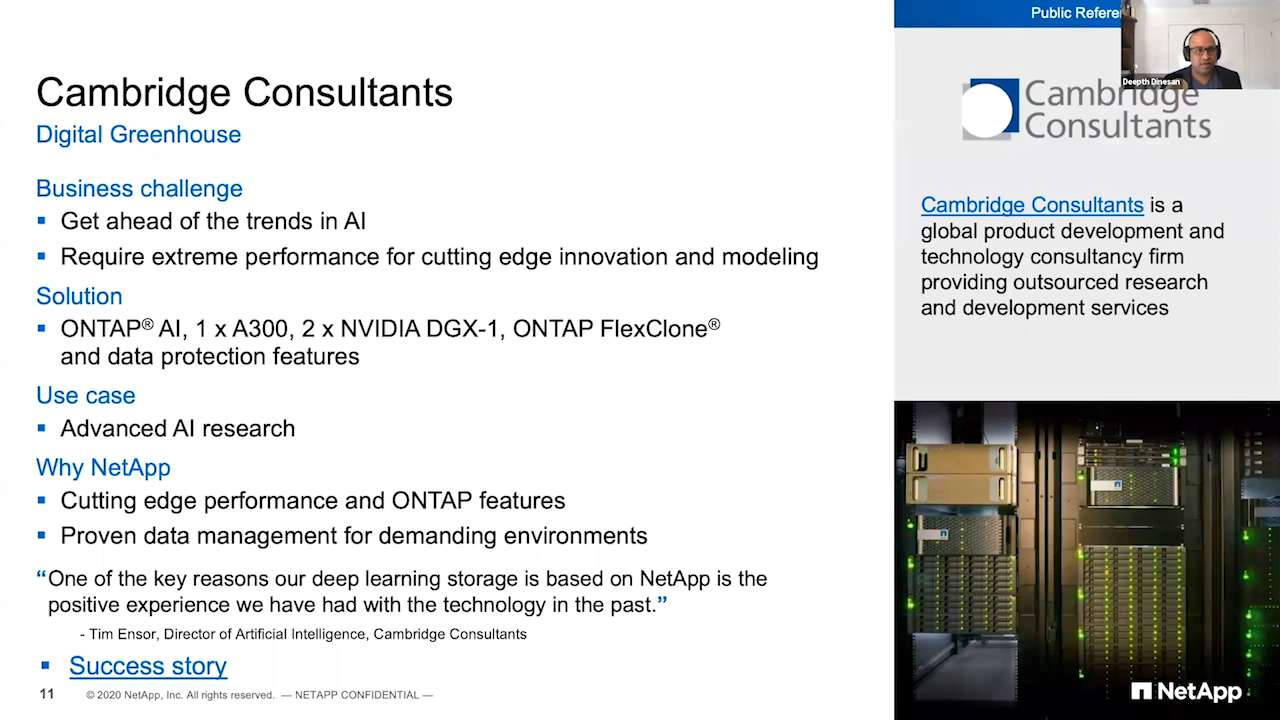 Cambridge Consultants
Digital Greenhouse
Business challenge
▪ Get ahead of the trends in AI
▪ Require extreme performance for cutting edge innovation and modeling
Solution
▪ ONTAP® AI, 1 x A300, 2 x NVIDIA DGX-1, ONTAP FlexClone®
and data protection features
Use case
▪ Advanced AI research
Why NetApp
▪ Cutting edge performance and ONTAP features
▪ Proven data management for demanding environments
“One of the key reasons our deep learning storage is based on NetApp is the
positive experience we have had with the technology in the past.”
- Tim Ensor, Director of Artificial Intelligence, Cambridge Consultants
▪ Success story
11 © 2020 NetApp, Inc. All rights reserved. — NETAPP CONFIDENTIAL —
Public
Deepth Dinesan
Cambridge
Consultants
Cambridge Consultants is a
global product development and
technology consultancy firm
providing outsourced research
and development services
NetApp